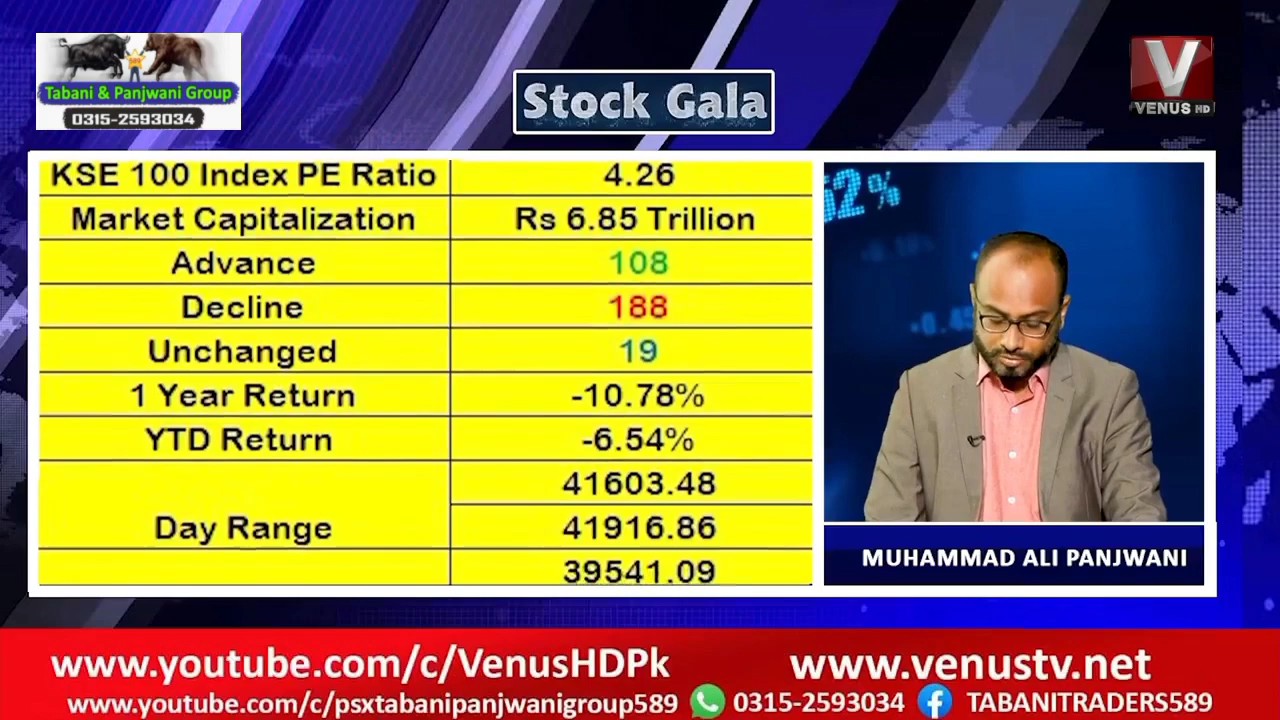 Tabani & Panjwani Group
0315-2593034
Stock Gala
V
VENUS HD
KSE 100 Index PE Ratio 4.26
Market Capitalization Rs 6.85 Trillion
Advance 108
Decline 188
Unchanged 19
1 Year Return -10.78%
YTD Return -6.54%
41603.48
Day Range 41916.86
39541.09
52%
MUHAMMAD ALI PANJWANI
www.youtube.com/c/VenusHDPk www.venustv.net
www.youtube.com/c/psxtabanipanjwanigroup589 0315-2593034 TABANITRADERS589